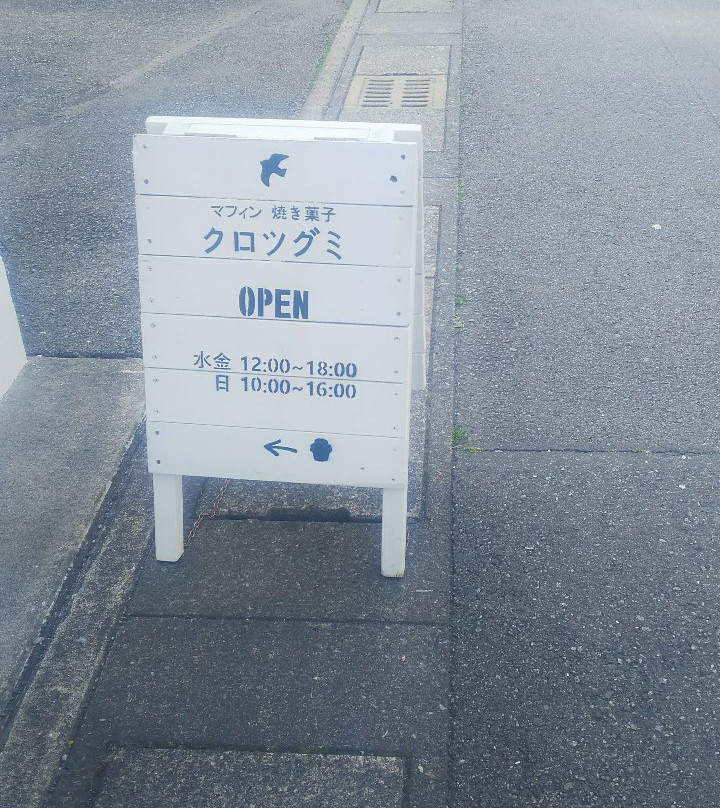 マフィン 焼き菓子
クロツグミ
OPEN
水金 12:00~18:00
日 10:00~16:00